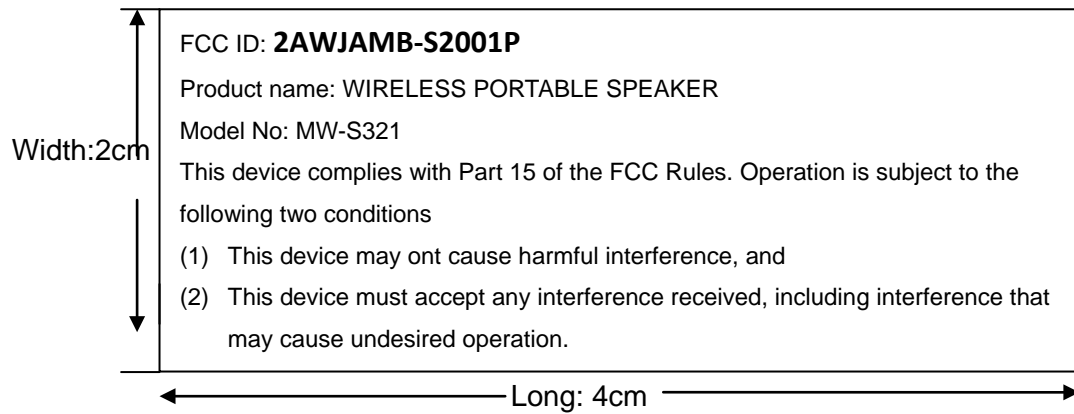 FCC ID: 2AWJAMB-S2001P
Product name: WIRELESS PORTABLE SPEAKER
Model No: MW-S321
Width:2cm
This device complies with Part 15 of the FCC Rules. Operation is subject to the
following two conditions
(1) This device may ont cause harmful interference, and
(2) This device must accept any interference received, including interference that
may cause undesired operation.
Long: 4cm